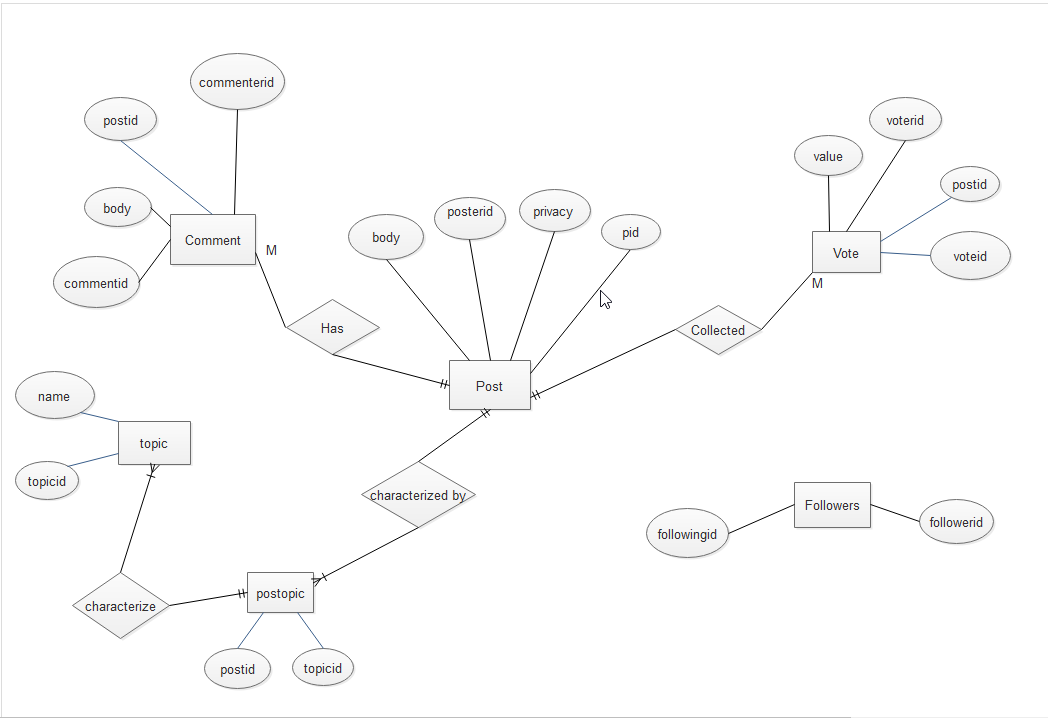 commenterid
postid
voterid
value
postid
body
posterid
privacy
pid
body
Comment
M
Vote
voteid
commentid
M
Has
Collected
Post
name
topic
topicid
characterized by
Followers
followingid
followerid
characterize
postopic
postid
topicid